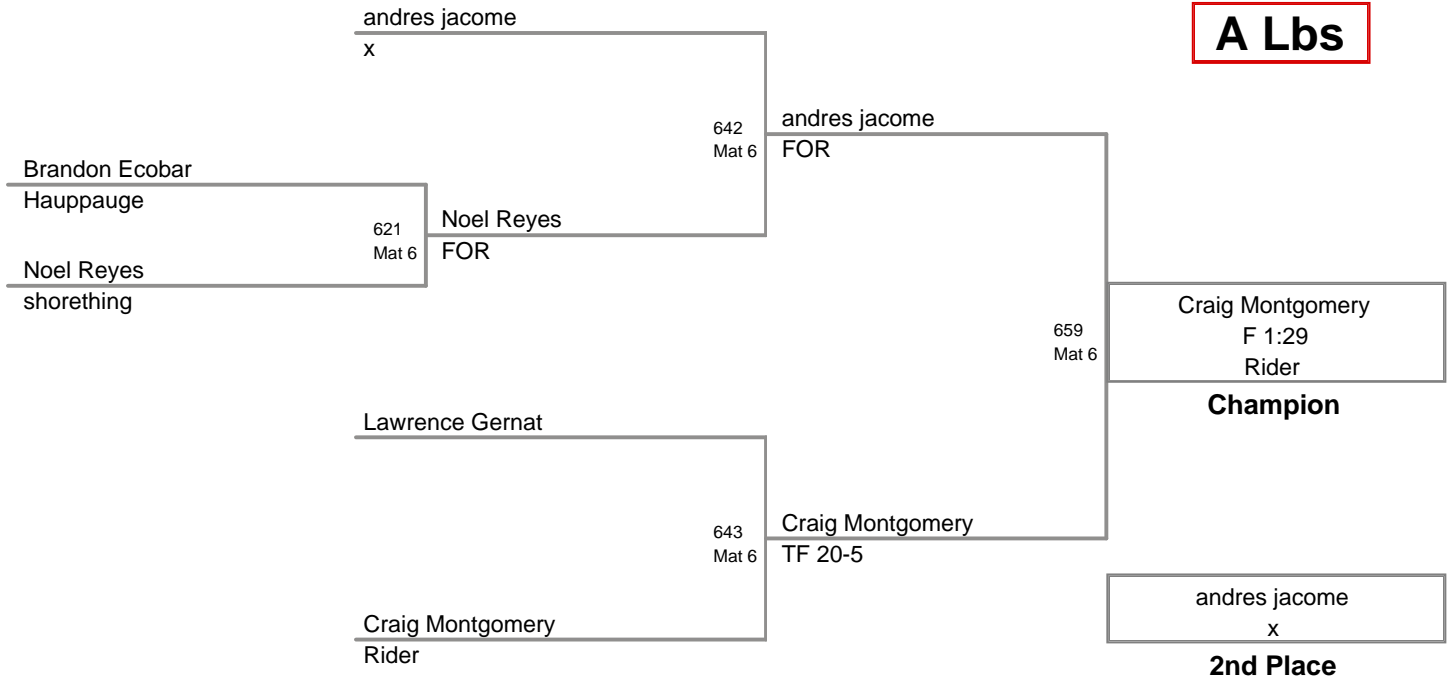 andres jacome
x
A Lbs
642
Mat 6
andres jacome
FOR
Brandon Ecobar
Hauppauge
621
Mat 6
Noel Reyes
FOR
Noel Reyes
shorething
659
Mat 6
Craig Montgomery
F 1:29
Rider
Champion
Lawrence Gernat
643
Mat 6
Craig Montgomery
TF 20-5
Craig Montgomery
Rider
andres jacome
x
2nd Place